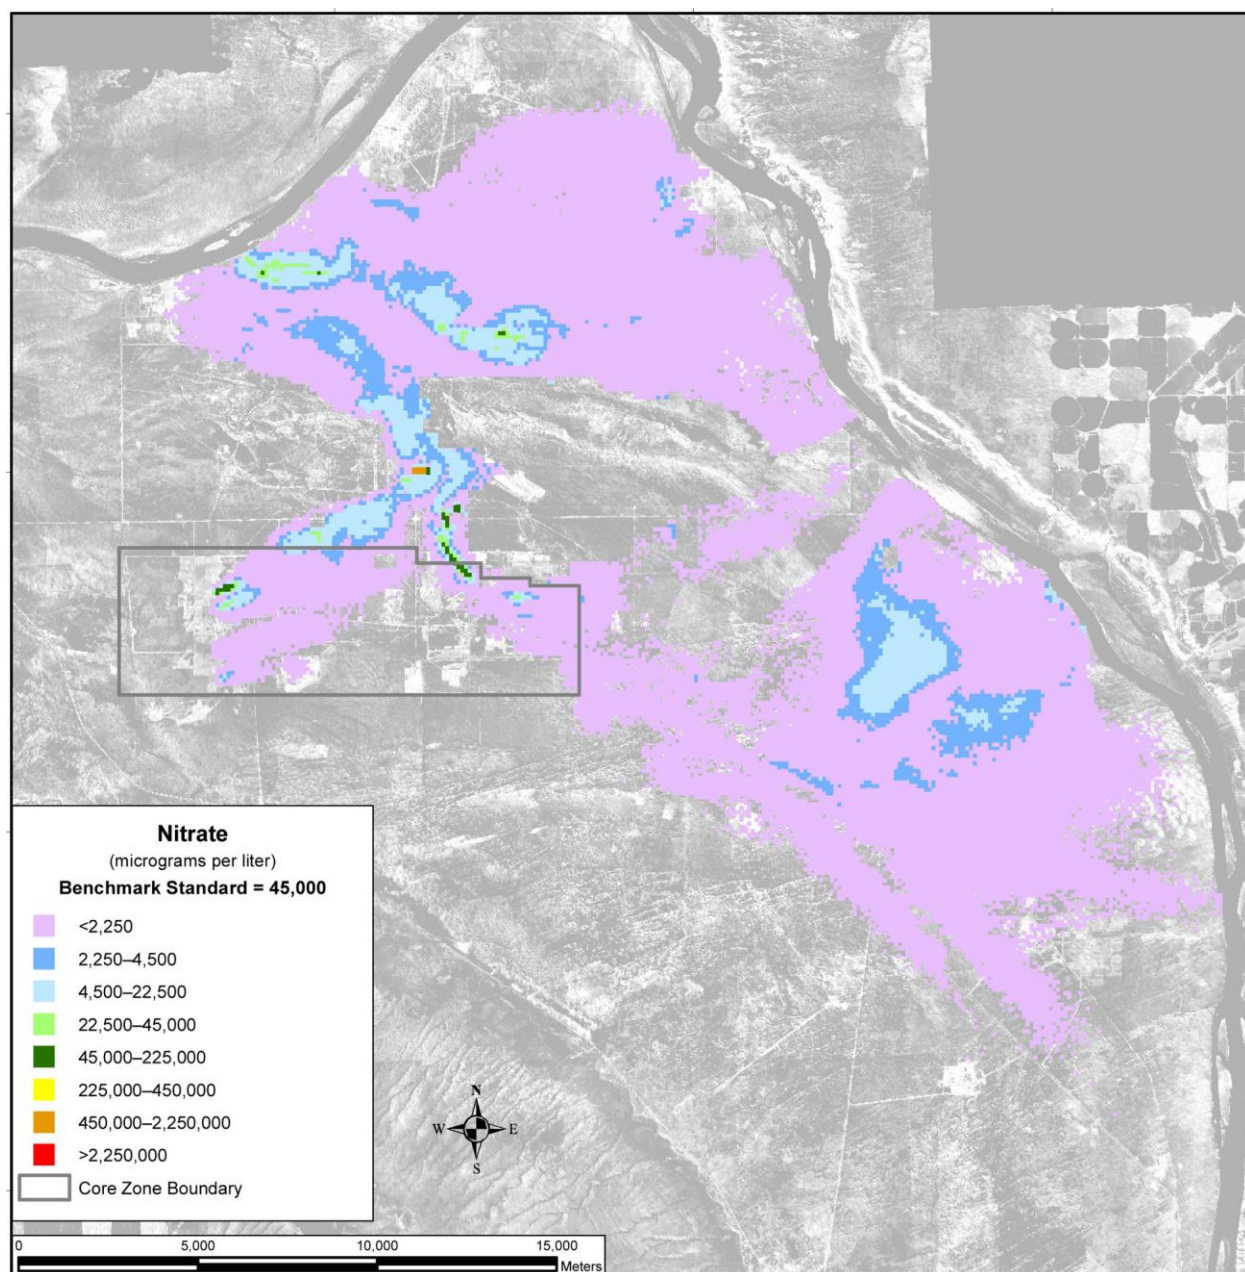 Nitrate
(micrograms per liter)
Benchmark Standard = 45,000
<2,250
2,250–4,500
4,500–22,500
22,500–45,000
45,000–225,000
225,000–450,000
450,000–2,250,000
>2,250,000
Core Zone Boundary
N
W E
S
0 5,000 10,000 15,000
Meters